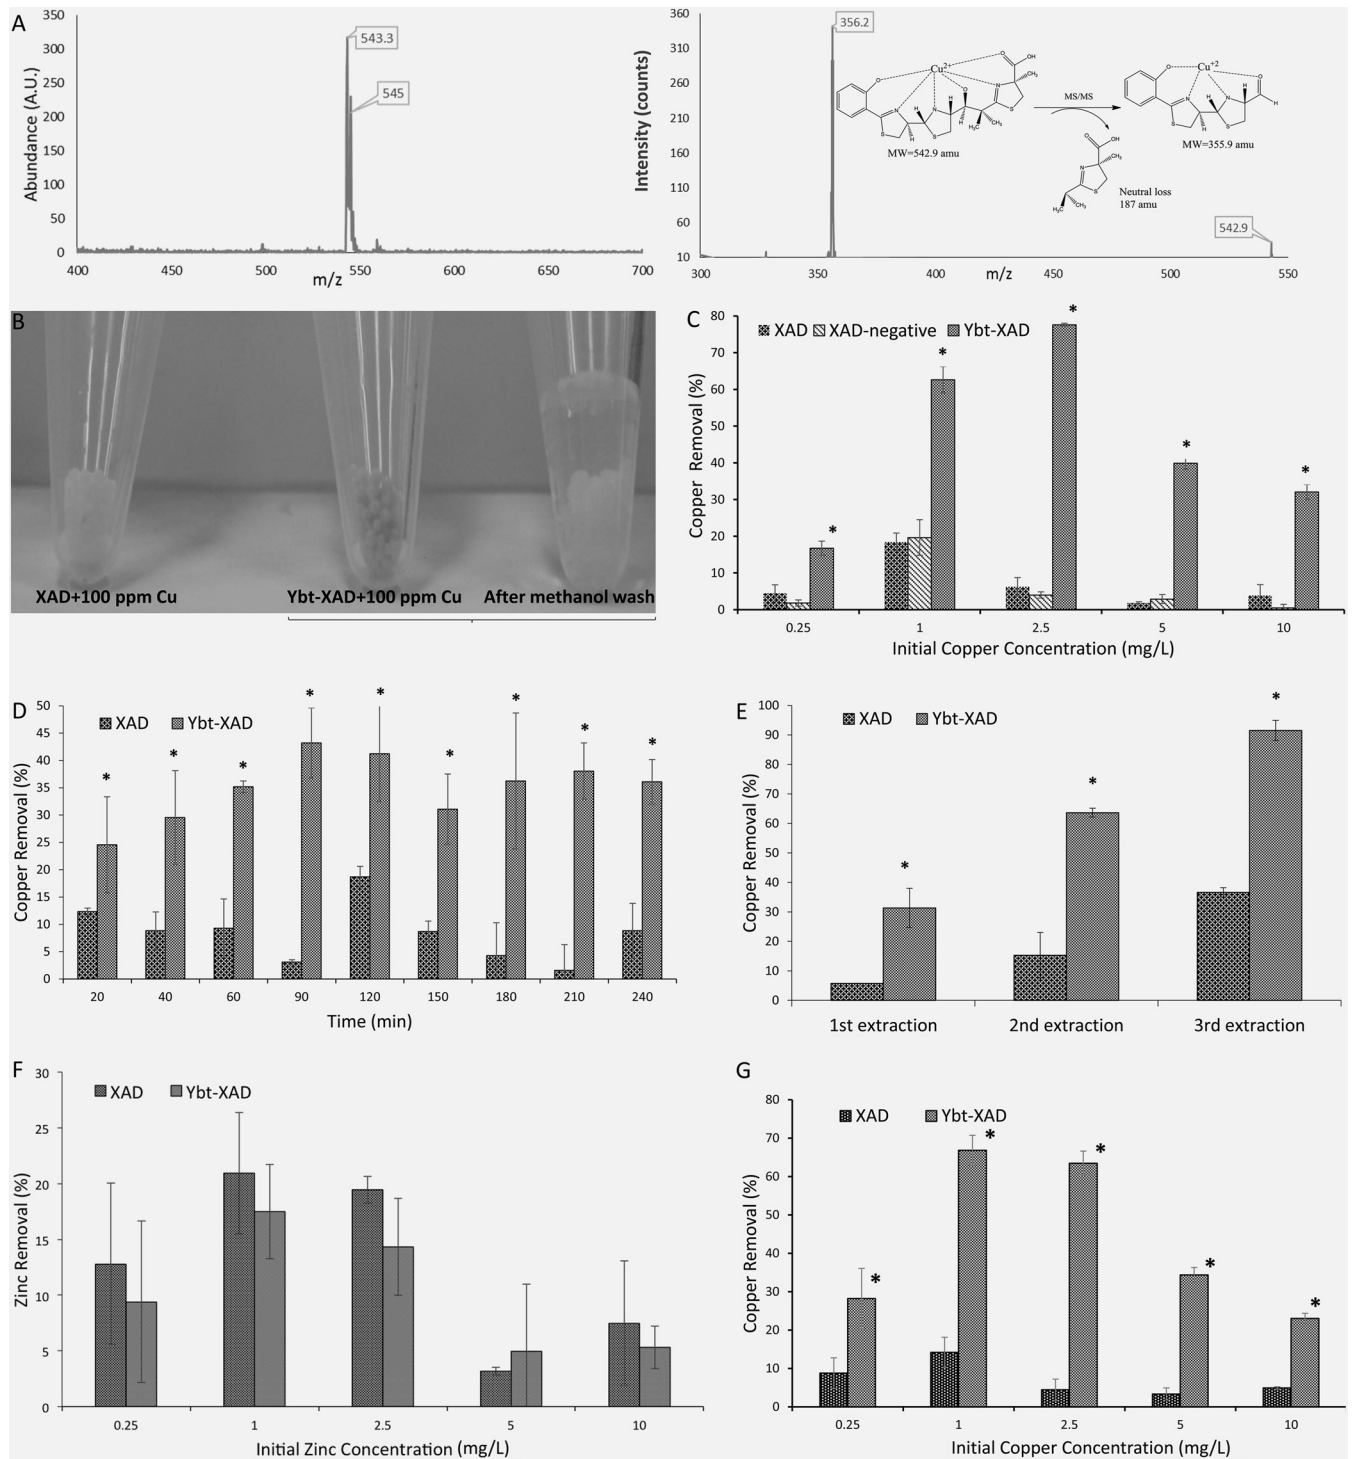 A
350
300
250
200
150
100
50
0
Abundance (A.U.)
543.3
545
400 450 500 550 600 650 700
m/z
360
310
260
210
160
110
60
10
Intensity (counts)
356.2
542.9
300 350 400 450 500 550
m/z
Cu2+
O
O
OH
CH3
N
N
N
O
H
H
H
H
S
S
S
H3C
CH3
MW=542.9 amu
MS/MS
O
OH
CH3
N
S
H3C
CH3
Neutral loss
187 amu
Cu+2
O
O
N
N
H
H
H
H
S
S
MW=355.9 amu
B
XAD+100 ppm Cu
Ybt-XAD+100 ppm Cu
After methanol wash
C
XAD XAD-negative Ybt-XAD
80
70
60
50
40
30
20
10
0
Copper Removal (%)
* * * * *
0.25 1 2.5 5 10
Initial Copper Concentration (mg/L)
D
XAD Ybt-XAD
50
45
40
35
30
25
20
15
10
5
0
Copper Removal (%)
* * * * * * * * *
20 40 60 90 120 150 180 210 240
Time (min)
E
XAD Ybt-XAD
100
90
80
70
60
50
40
30
20
10
0
Copper Removal (%)
* * *
1st extraction 2nd extraction 3rd extraction
F
XAD Ybt-XAD
30
25
20
15
10
5
0
Zinc Removal (%)
0.25 1 2.5 5 10
Initial Zinc Concentration (mg/L)
G
XAD Ybt-XAD
80
70
60
50
40
30
20
10
0
Copper Removal (%)
* * * * *
0.25 1 2.5 5 10
Initial Copper Concentration (mg/L)